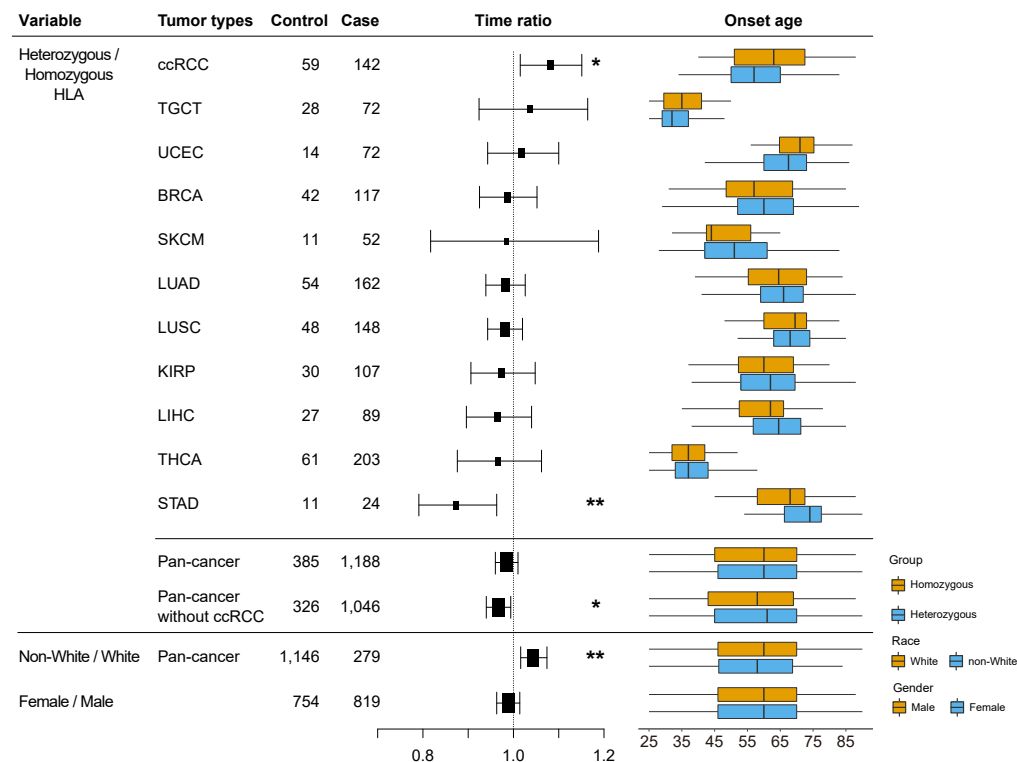 Variable Tumor types Control Case Time ratio Onset age
Heterozygous /
Homozygous
HLA
ccRCC 59 142 *
TGCT 28 72
UCEC 14 72
BRCA 42 117
SKCM 11 52
LUAD 54 162
LUSC 48 148
KIRP 30 107
LIHC 27 89
THCA 61 203
STAD 11 24 **
Pan-cancer 385 1,188
Pan-cancer
without ccRCC 326 1,046 *
Non-White / White Pan-cancer 1,146 279 **
Female / Male 754 819
0.8 1.0 1.2
25 35 45 55 65 75 85
Group
Homozygous
Heterozygous
Race
White non-White
Gender
Male Female